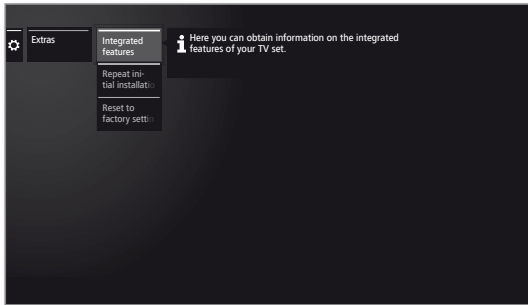 Extras
Integrated
features
Repeat ini-
tial installatio
Reset to
factory settin
Here you can obtain information on the integrated
features of your TV set.